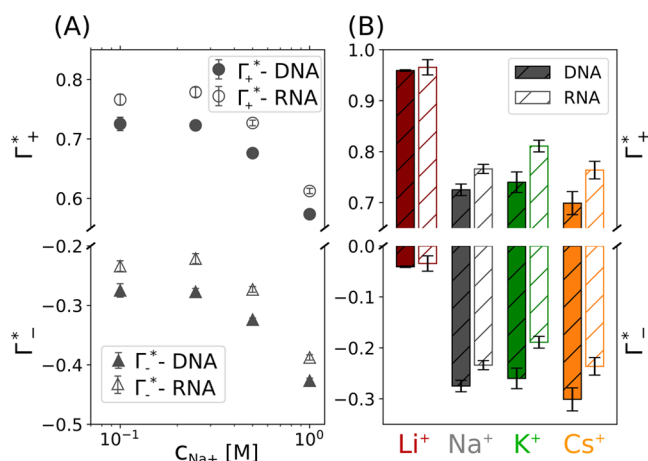 (A)
(B)
Γ₊* - DNA
Γ₊* - RNA
0.8
0.7
0.6
Γ₊*
-0.2
-0.3
-0.4
-0.5
Γ₋*
Γ₋* - DNA
Γ₋* - RNA
10⁻¹
10⁰
c_Na+ [M]
DNA
RNA
1.0
0.9
0.8
0.7
Γ₊*
0.0
-0.1
-0.2
-0.3
Γ₋*
Li⁺ Na⁺ K⁺ Cs⁺